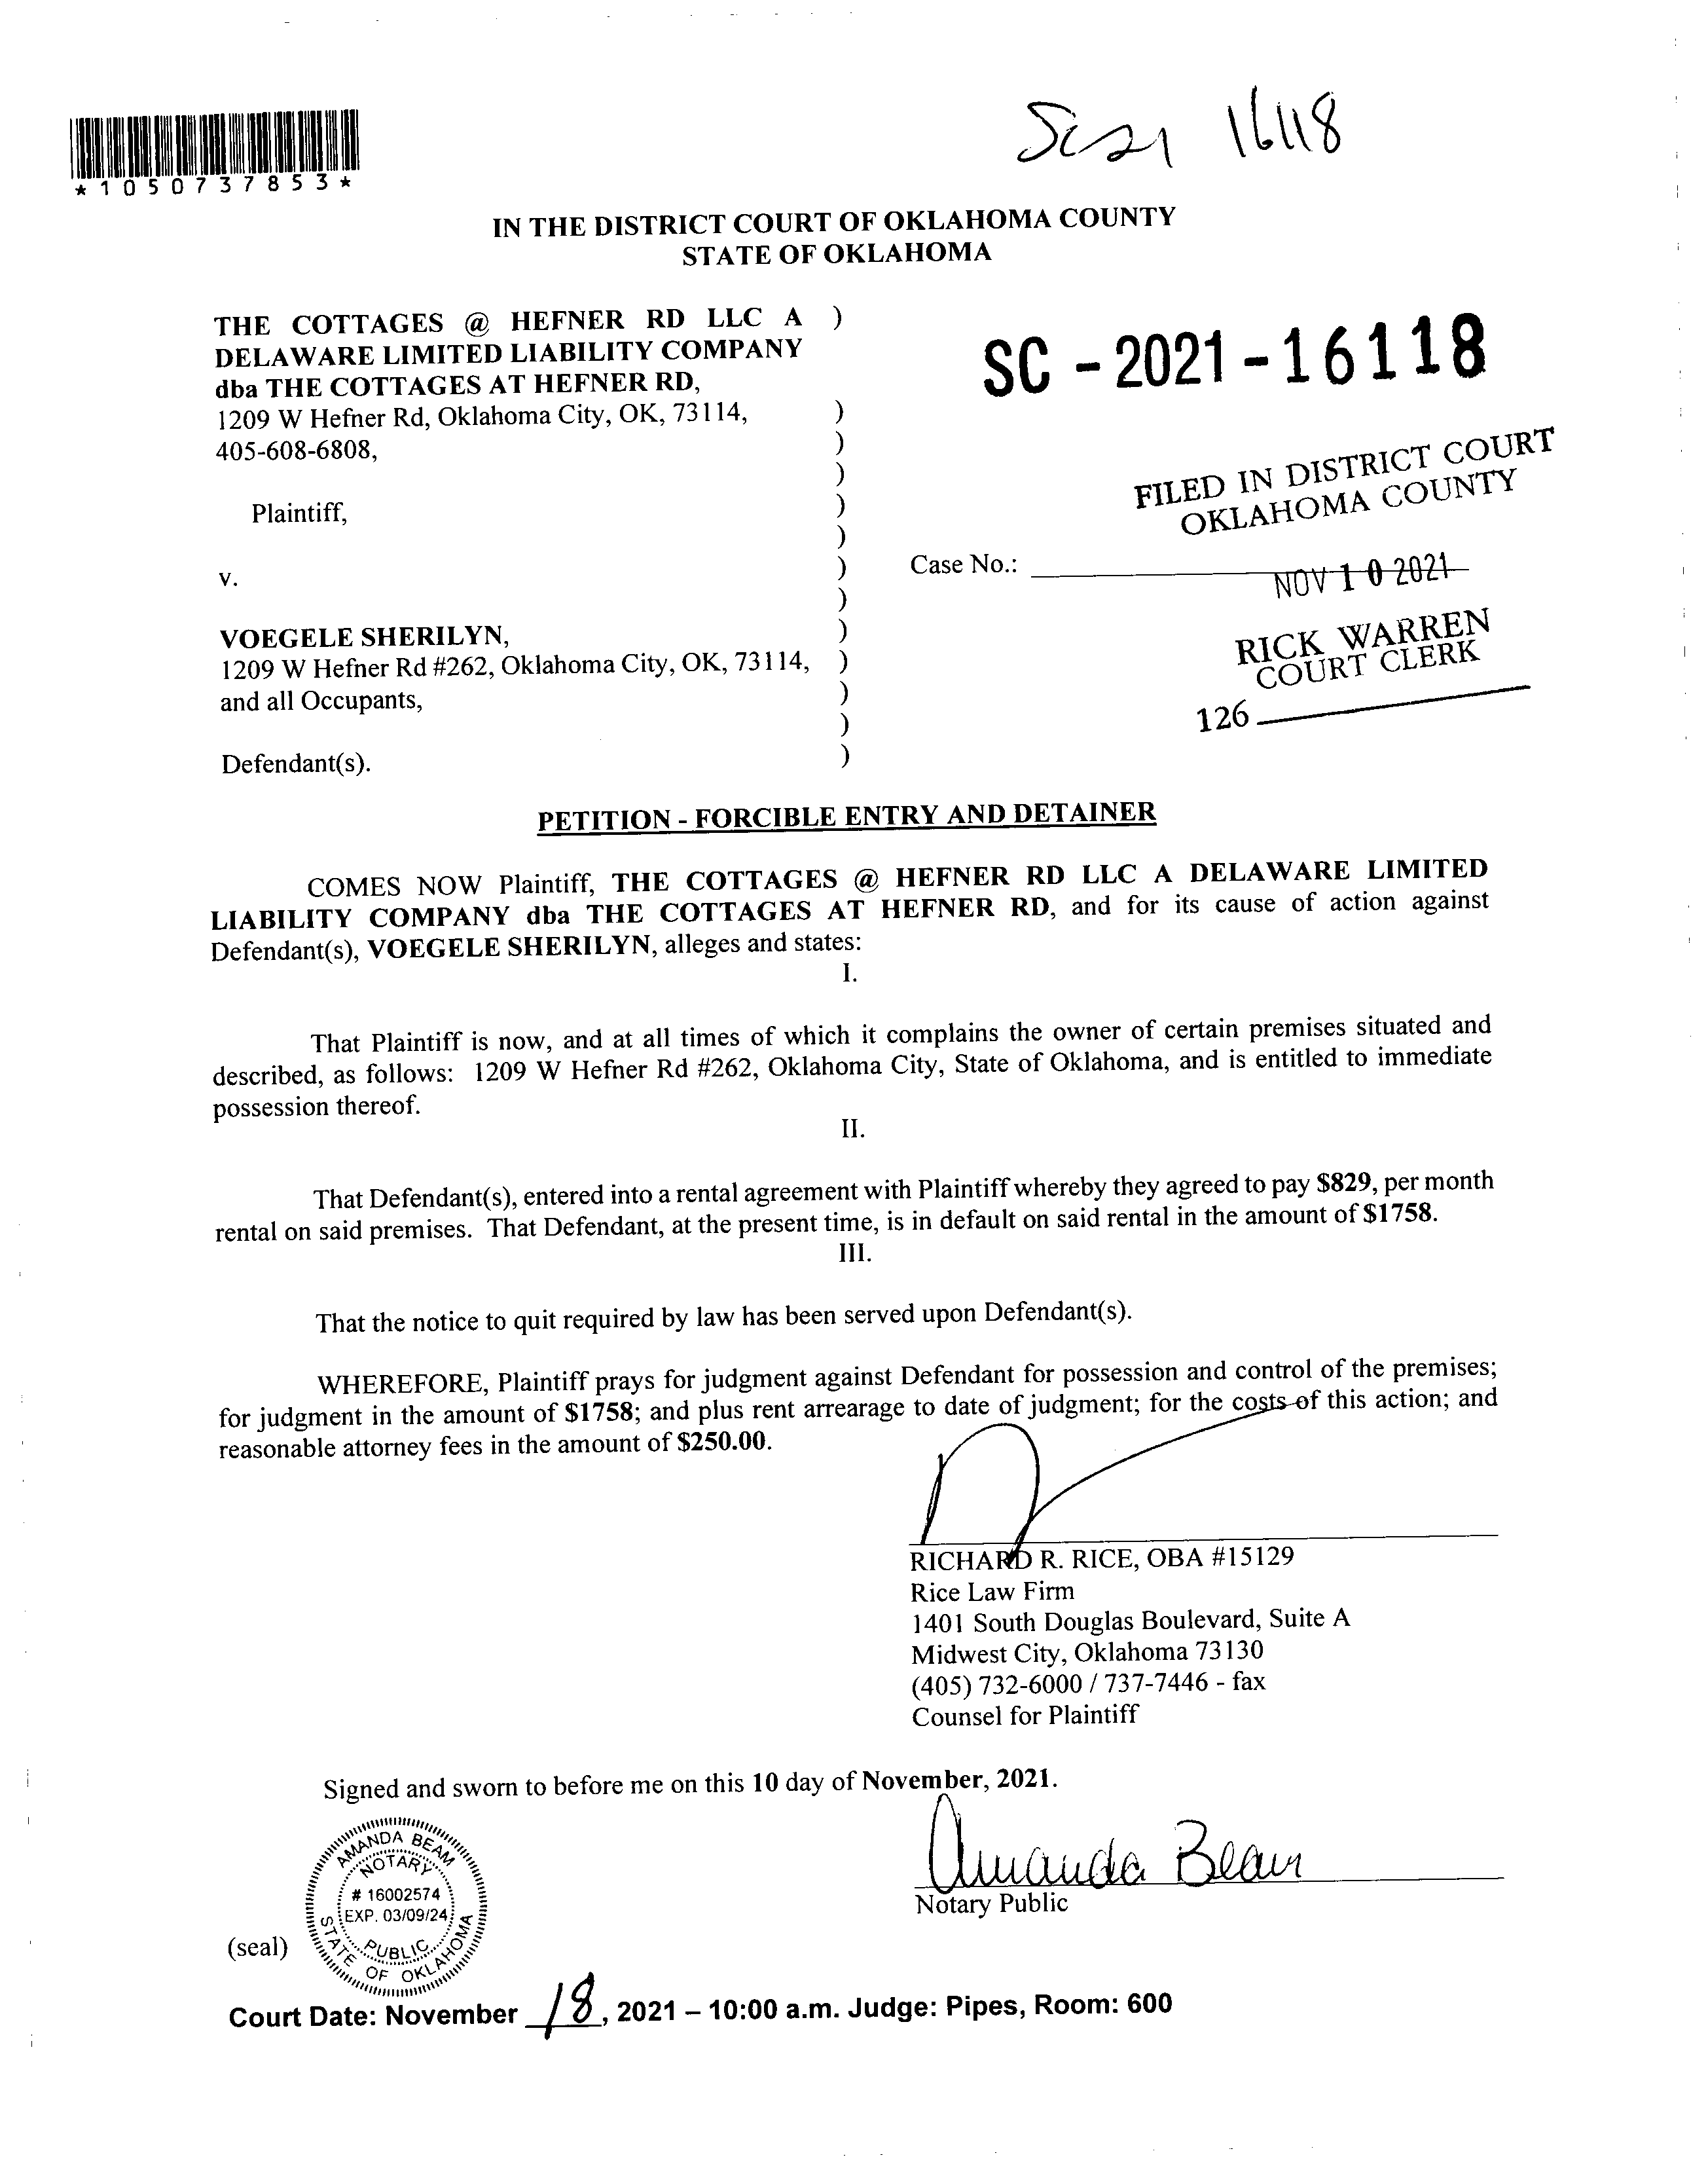 SC21 16118
*1050737853*
IN THE DISTRICT COURT OF OKLAHOMA COUNTY
STATE OF OKLAHOMA
THE COTTAGES @ HEFNER RD LLC A )
DELAWARE LIMITED LIABILITY COMPANY
dba THE COTTAGES AT HEFNER RD,
1209 W Hefner Rd, Oklahoma City, OK, 73114, )
405-608-6808, )
)
Plaintiff, )
)
v. )
)
VOEGELE SHERILYN, )
1209 W Hefner Rd #262, Oklahoma City, OK, 73114, )
and all Occupants, )
)
Defendant(s). )
SC - 2021 - 16118
FILED IN DISTRICT COURT
OKLAHOMA COUNTY
Case No.:
NOV 10 2021
RICK WARREN
COURT CLERK
126
PETITION - FORCIBLE ENTRY AND DETAINER
COMES NOW Plaintiff, THE COTTAGES @ HEFNER RD LLC A DELAWARE LIMITED
LIABILITY COMPANY dba THE COTTAGES AT HEFNER RD, and for its cause of action against
Defendant(s), VOEGELE SHERILYN, alleges and states:
I.
That Plaintiff is now, and at all times of which it complains the owner of certain premises situated and
described, as follows: 1209 W Hefner Rd #262, Oklahoma City, State of Oklahoma, and is entitled to immediate
possession thereof.
II.
That Defendant(s), entered into a rental agreement with Plaintiff whereby they agreed to pay $829, per month
rental on said premises. That Defendant, at the present time, is in default on said rental in the amount of $1758.
III.
That the notice to quit required by law has been served upon Defendant(s).
WHEREFORE, Plaintiff prays for judgment against Defendant for possession and control of the premises;
for judgment in the amount of $1758; and plus rent arrearage to date of judgment; for the costs of this action; and
reasonable attorney fees in the amount of $250.00.
RICHARD R. RICE, OBA #15129
Rice Law Firm
1401 South Douglas Boulevard, Suite A
Midwest City, Oklahoma 73130
(405) 732-6000 / 737-7446 - fax
Counsel for Plaintiff
Signed and sworn to before me on this 10 day of November, 2021.
Amanda Beam
Notary Public
AMANDA BEAM
NOTARY
# 16002574
EXP. 03/09/24
PUBLIC
STATE OF OKLAHOMA
(seal)
Court Date: November 18, 2021 – 10:00 a.m. Judge: Pipes, Room: 600